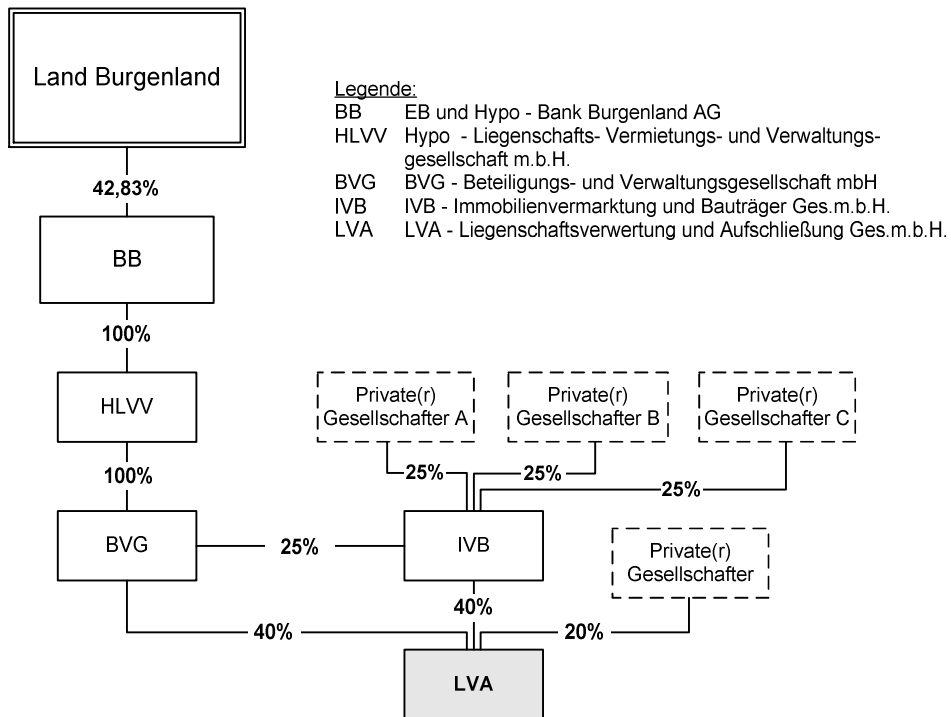 Land Burgenland
Legende:
BB EB und Hypo - Bank Burgenland AG
HLVV Hypo - Liegenschafts- Vermietungs- und Verwaltungs-
gesellschaft m.b.H.
BVG BVG - Beteiligungs- und Verwaltungsgesellschaft mbH
IVB IVB - Immobilienvermarktung und Bauträger Ges.m.b.H.
LVA LVA - Liegenschaftsverwertung und Aufschließung Ges.m.b.H.
42,83%
BB
100%
HLVV
Private(r)
Gesellschafter A
Private(r)
Gesellschafter B
Private(r)
Gesellschafter C
100%
25%
25%
25%
BVG
25%
IVB
Private(r)
Gesellschafter
40%
40%
20%
LVA